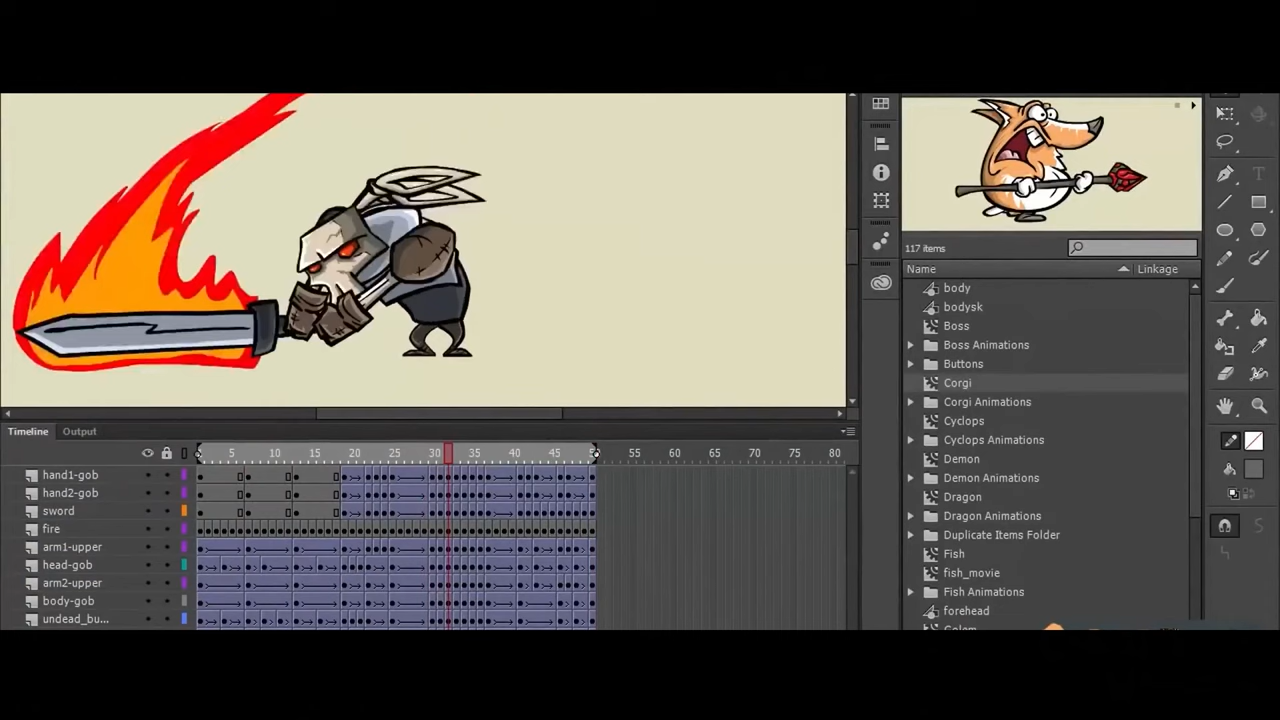 117 items
Name Linkage
body
bodysk
Boss
Boss Animations
Buttons
Corgi
Corgi Animations
Cyclops
Cyclops Animations
Demon
Demon Animations
Dragon
Dragon Animations
Duplicate Items Folder
Fish
fish_movie
Fish Animations
forehead
Timeline Output
5 10 15 20 25 30 35 40 45 55 60 65 70 75 80
hand1-gob
hand2-gob
sword
fire
arm1-upper
head-gob
arm2-upper
body-gob
undead_bu...